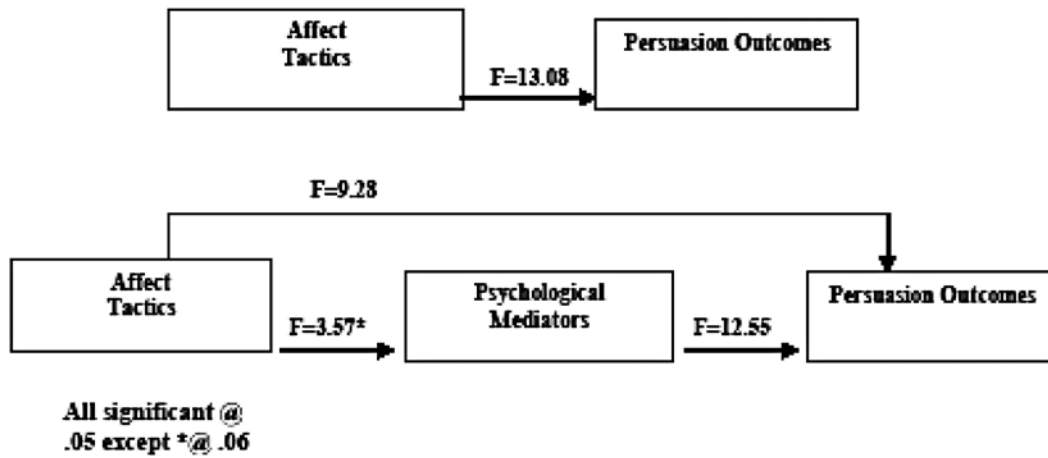 Affect
Tactics
Persuasion Outcomes
F=13.08
F=9.28
Affect
Tactics
Psychological
Mediators
Persuasion Outcomes
F=3.57*
F=12.55
All significant @
.05 except *@ .06